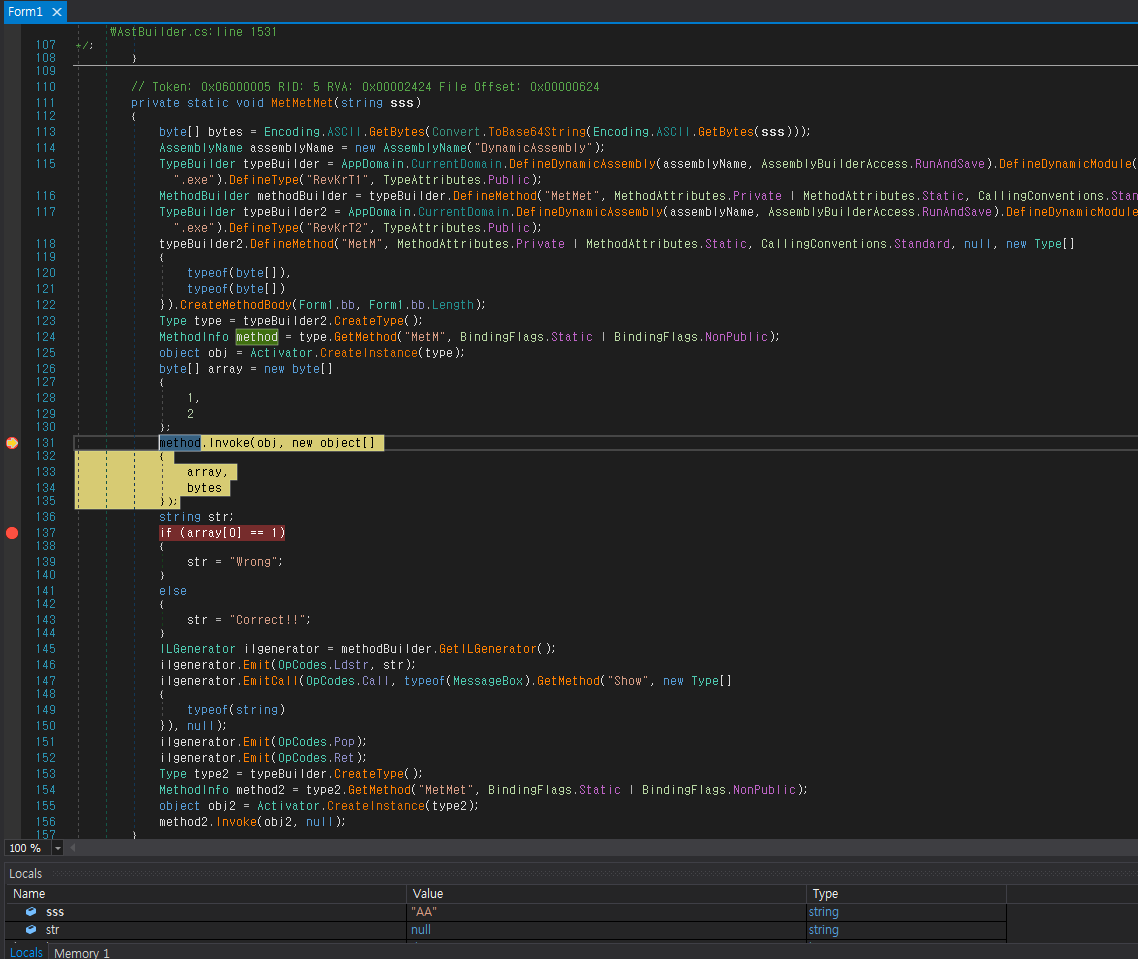 Form1 ×
₩AstBuilder.cs:line 1531
107 */;
108 }
109
110 // Token: 0x06000005 RID: 5 RVA: 0x00002424 File Offset: 0x00000624
111 private static void MetMetMet(string sss)
112 {
113 byte[] bytes = Encoding.ASCII.GetBytes(Convert.ToBase64String(Encoding.ASCII.GetBytes(sss)));
114 AssemblyName assemblyName = new AssemblyName("DynamicAssembly");
115 TypeBuilder typeBuilder = AppDomain.CurrentDomain.DefineDynamicAssembly(assemblyName, AssemblyBuilderAccess.RunAndSave).DefineDynamicModule(
".exe").DefineType("RevKrT1", TypeAttributes.Public);
116 MethodBuilder methodBuilder = typeBuilder.DefineMethod("MetMet", MethodAttributes.Private | MethodAttributes.Static, CallingConventions.Stan
117 TypeBuilder typeBuilder2 = AppDomain.CurrentDomain.DefineDynamicAssembly(assemblyName, AssemblyBuilderAccess.RunAndSave).DefineDynamicModule
".exe").DefineType("RevKrT2", TypeAttributes.Public);
118 typeBuilder2.DefineMethod("MetM", MethodAttributes.Private | MethodAttributes.Static, CallingConventions.Standard, null, new Type[]
119 {
120 typeof(byte[]),
121 typeof(byte[])
122 }).CreateMethodBody(Form1.bb, Form1.bb.Length);
123 Type type = typeBuilder2.CreateType();
124 MethodInfo method = type.GetMethod("MetM", BindingFlags.Static | BindingFlags.NonPublic);
125 object obj = Activator.CreateInstance(type);
126 byte[] array = new byte[]
127 {
128 1,
129 2
130 };
131 method.Invoke(obj, new object[]
132 {
133 array,
134 bytes
135 });
136 string str;
137 if (array[0] == 1)
138 {
139 str = "Wrong";
140 }
141 else
142 {
143 str = "Correct!!";
144 }
145 ILGenerator ilgenerator = methodBuilder.GetILGenerator();
146 ilgenerator.Emit(OpCodes.Ldstr, str);
147 ilgenerator.EmitCall(OpCodes.Call, typeof(MessageBox).GetMethod("Show", new Type[]
148 {
149 typeof(string)
150 }), null);
151 ilgenerator.Emit(OpCodes.Pop);
152 ilgenerator.Emit(OpCodes.Ret);
153 Type type2 = typeBuilder.CreateType();
154 MethodInfo method2 = type2.GetMethod("MetMet", BindingFlags.Static | BindingFlags.NonPublic);
155 object obj2 = Activator.CreateInstance(type2);
156 method2.Invoke(obj2, null);
157 }
100 %
Locals
Name Value Type
sss "AA" string
str null string
Locals Memory 1